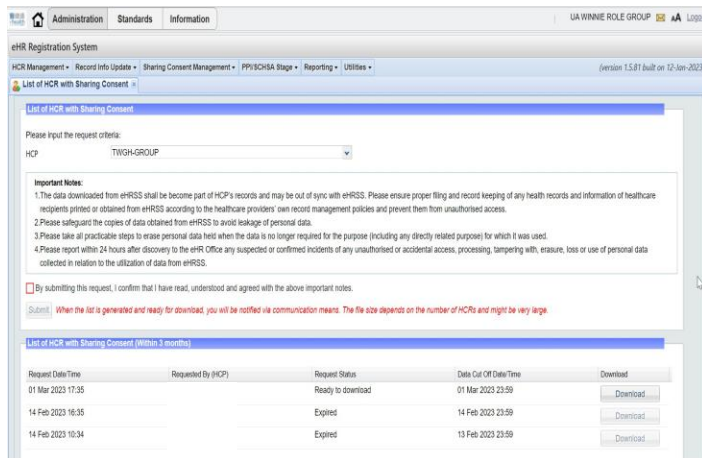 Administration Standards Information UA WINNIE ROLE GROUP AA Logo
eHR Registration System
HCR Management Record Info Update Sharing Consent Management PPI/SCHSA Stage Reporting Utilities (version 1.5.81 built on 12-Jan-2023
List of HCR with Sharing Consent
List of HCR with Sharing Consent
Please input the request criteria:
HCP TWGH-GROUP
Important Notes:
1.The data downloaded from eHRSS shall be become part of HCP's records and may be out of sync with eHRSS. Please ensure proper filing and record keeping of any health records and information of healthcare
recipients printed or obtained from eHRSS according to the healthcare providers' own record management policies and prevent them from unauthorised access.
2.Please safeguard the copies of data obtained from eHRSS to avoid leakage of personal data.
3.Please take all practicable steps to erase personal data held when the data is no longer required for the purpose (including any directly related purpose) for which it was used.
4.Please report within 24 hours after discovery to the eHR Office any suspected or confirmed incidents of any unauthorised or accidental access, processing, tampering with, erasure, loss or use of personal data
collected in relation to the utilization of data from eHRSS.
By submitting this request, I confirm that I have read, understood and agreed with the above important notes.
Submit When the list is generated and ready for download, you will be notified via communication means. The file size depends on the number of HCRs and might be very large.
List of HCR with Sharing Consent (Within 3 months)
Request Date/Time Requested By (HCP) Request Status Data Cut Off Date/Time Download
01 Mar 2023 17:35 Ready to download 01 Mar 2023 23:59 Download
14 Feb 2023 16:35 Expired 14 Feb 2023 23:59 Download
14 Feb 2023 10:34 Expired 13 Feb 2023 23:59 Download